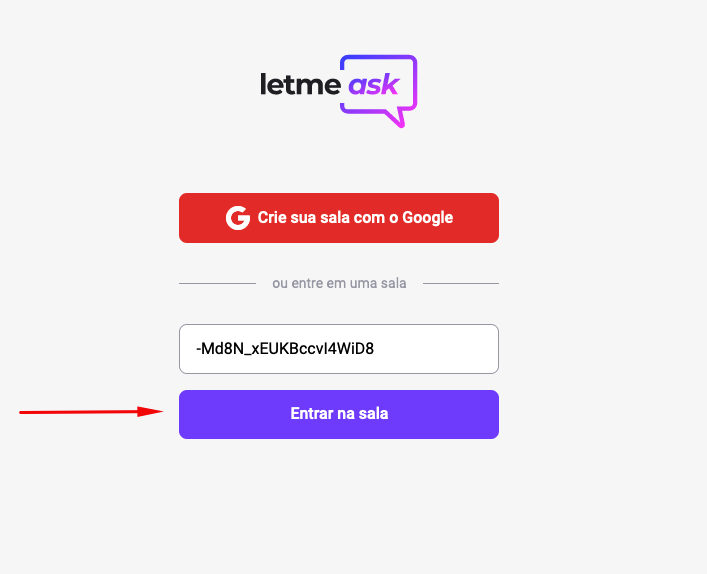 letme ask
Crie sua sala com o Google
ou entre em uma sala
-Md8N_xEUKBccvI4WiD8
Entrar na sala